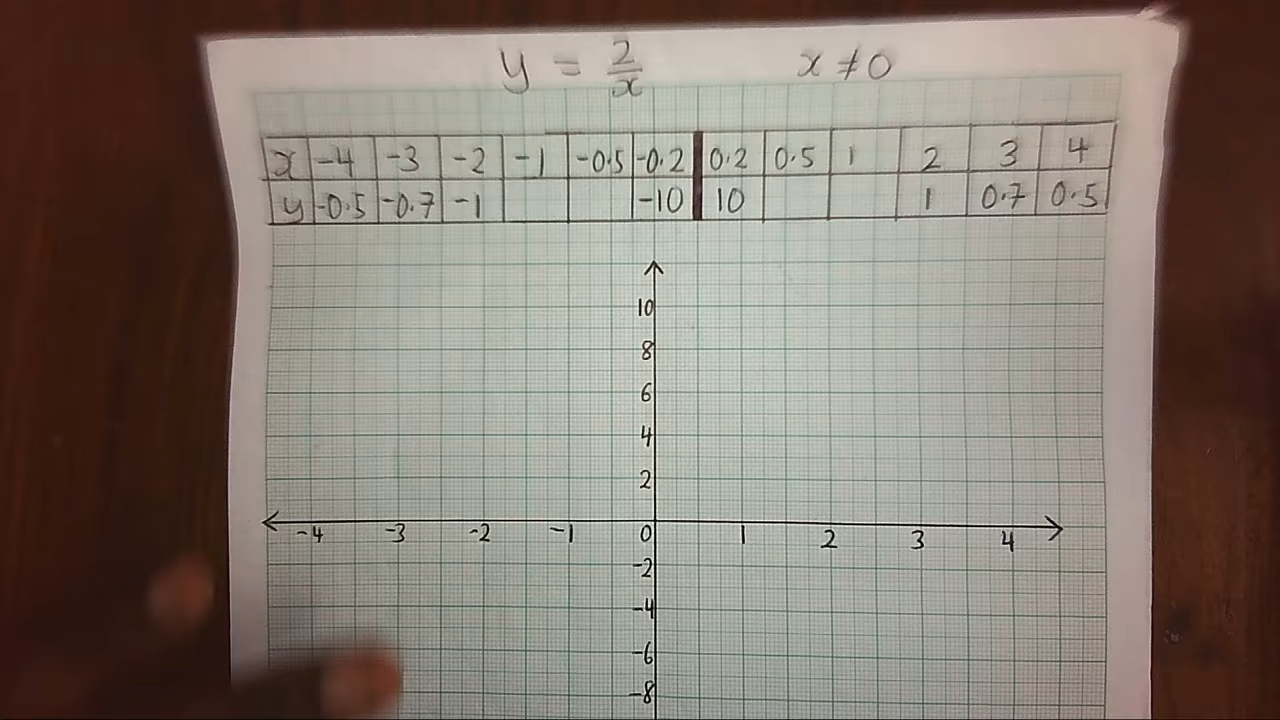 y = 2/x x ≠ 0
x -4 -3 -2 -1 -0.5 -0.2 0.2 0.5 1 2 3 4
y -0.5 -0.7 -1 -10 10 1 0.7 0.5
10
8
6
4
2
-4 -3 -2 -1 0 1 2 3 4
-2
-4
-6
-8